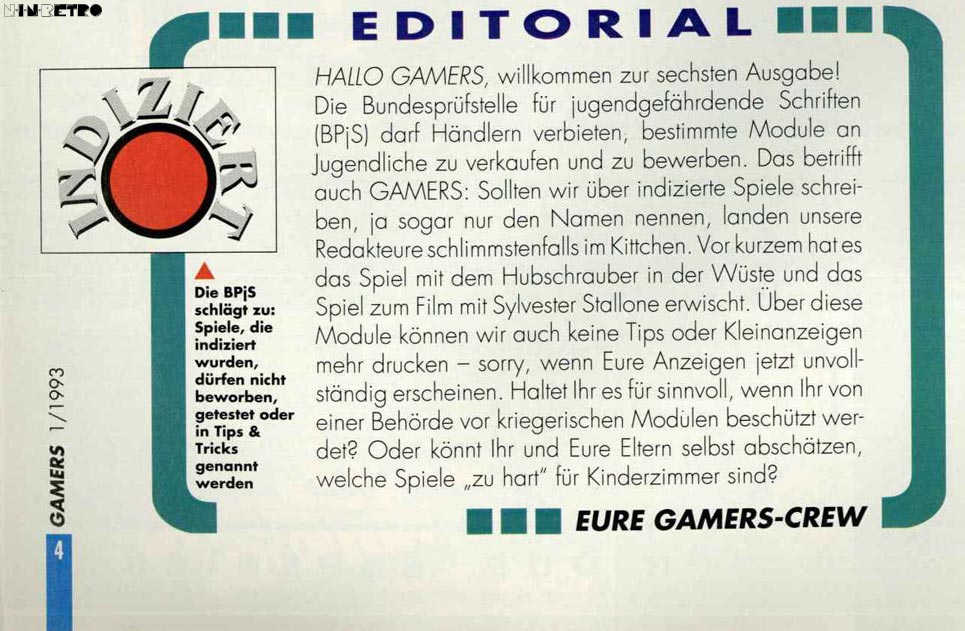 N-IN-RETRO
EDITORIAL
INDIZIERT
HALLO GAMERS, willkommen zur sechsten Ausgabe!
Die Bundesprüfstelle für jugendgefährdende Schriften
(BPjS) darf Händlern verbieten, bestimmte Module an
Jugendliche zu verkaufen und zu bewerben. Das betrifft
auch GAMERS: Sollten wir über indizierte Spiele schrei-
ben, ja sogar nur den Namen nennen, landen unsere
Redakteure schlimmstenfalls im Kittchen. Vor kurzem hat es
das Spiel mit dem Hubschrauber in der Wüste und das
Spiel zum Film mit Sylvester Stallone erwischt. Über diese
Module können wir auch keine Tips oder Kleinanzeigen
mehr drucken – sorry, wenn Eure Anzeigen jetzt unvoll-
ständig erscheinen. Haltet Ihr es für sinnvoll, wenn Ihr von
einer Behörde vor kriegerischen Modulen beschützt wer-
det? Oder könnt Ihr und Eure Eltern selbst abschätzen,
welche Spiele „zu hart" für Kinderzimmer sind?
EURE GAMERS-CREW
Die BPjS
schlägt zu:
Spiele, die
indiziert
wurden,
dürfen nicht
beworben,
getestet oder
in Tips &
Tricks
genannt
werden
GAMERS 1/1993
4